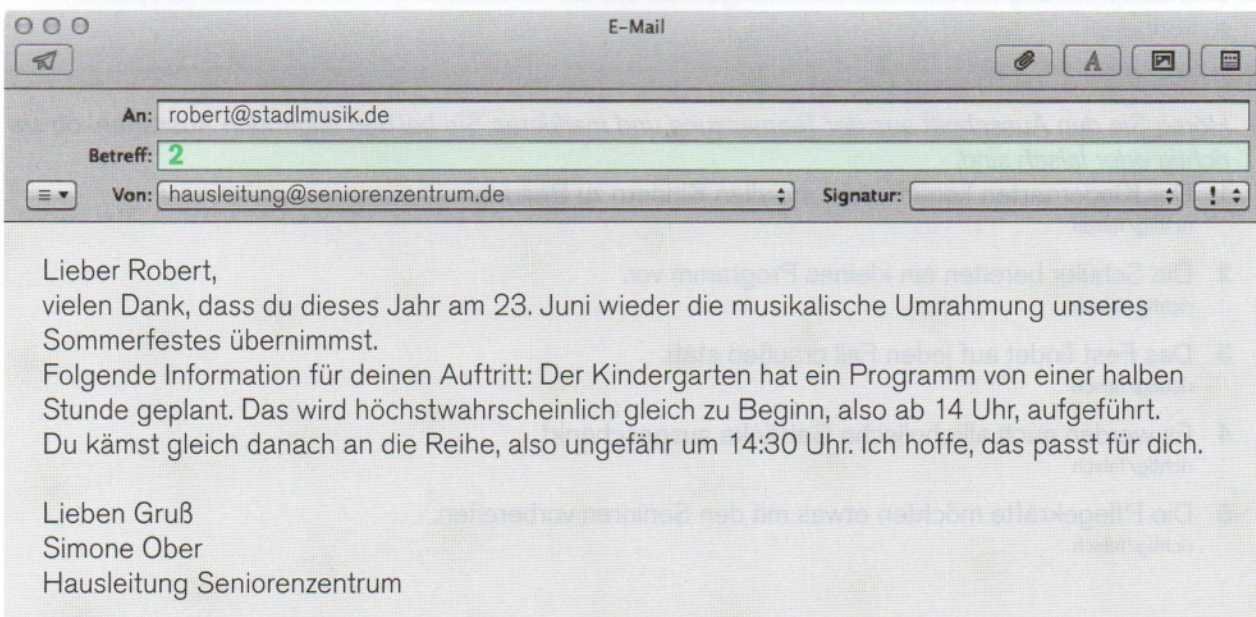 E-Mail
An: robert@stadlmusik.de
Betreff: 2
Von: hausleitung@seniorenzentrum.de Signatur: !
Lieber Robert,
vielen Dank, dass du dieses Jahr am 23. Juni wieder die musikalische Umrahmung unseres
Sommerfestes übernimmst.
Folgende Information für deinen Auftritt: Der Kindergarten hat ein Programm von einer halben
Stunde geplant. Das wird höchstwahrscheinlich gleich zu Beginn, also ab 14 Uhr, aufgeführt.
Du kämst gleich danach an die Reihe, also ungefähr um 14:30 Uhr. Ich hoffe, das passt für dich.
Lieben Gruß
Simone Ober
Hausleitung Seniorenzentrum